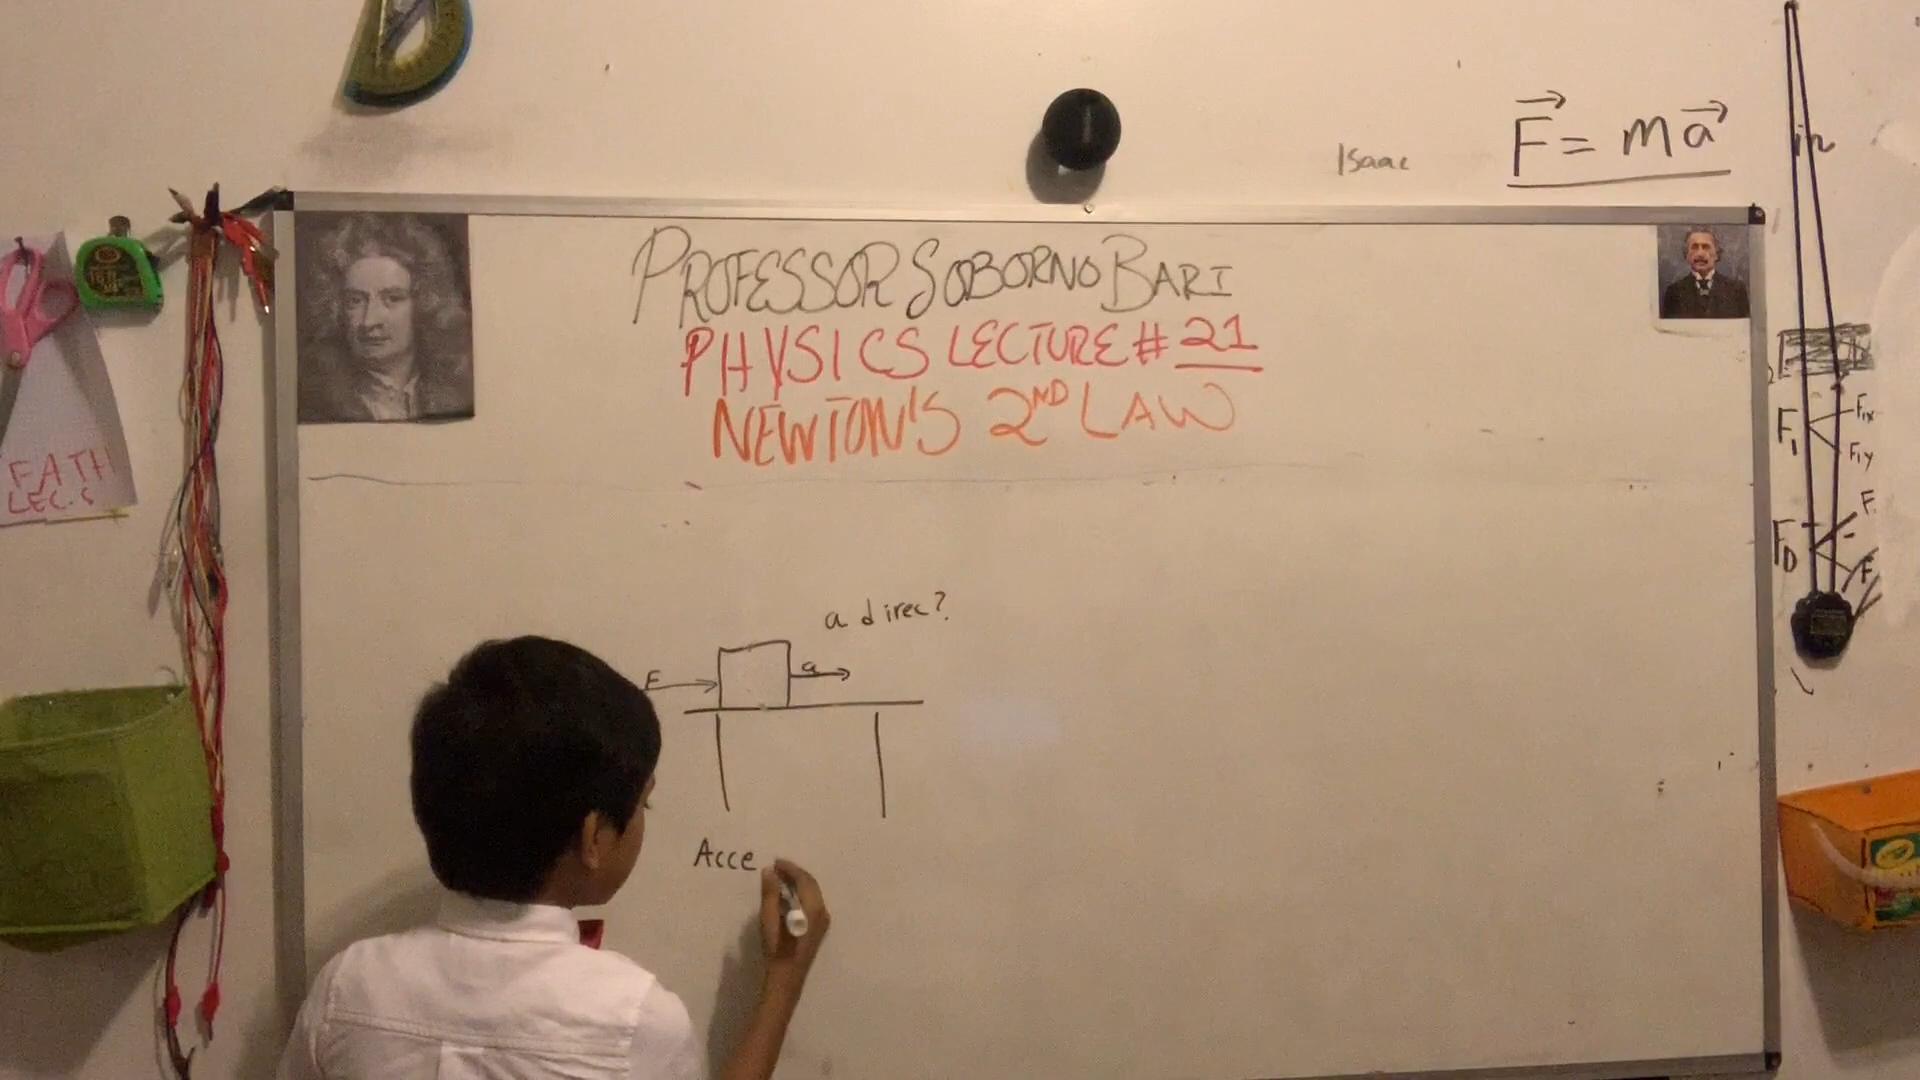 Isaac
F = ma
PROFESSOR SOBORNO BARI
PHYSICS LECTURE # 21
NEWTON'S 2ND LAW
a direc?
F
a
Acce
FATH
LEC.S
F1
F1x
F1y
FD
F
F